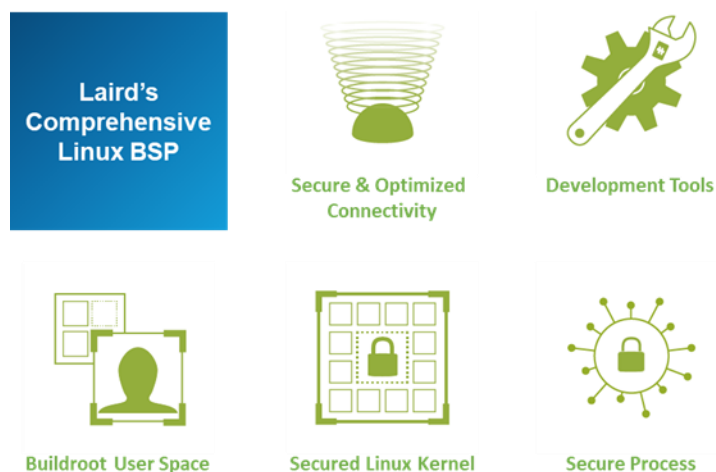 Laird's
Comprehensive
Linux BSP
Secure & Optimized
Connectivity
Development Tools
Buildroot User Space
Secured Linux Kernel
Secure Process